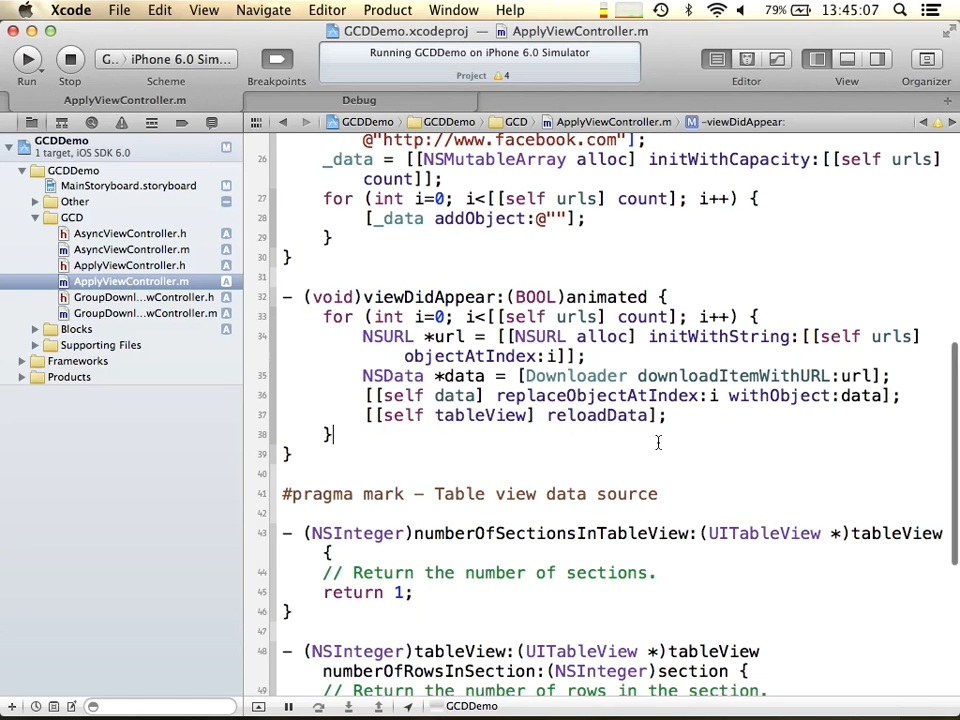 Xcode File Edit View Navigate Editor Product Window Help 79% 13:45:07
GCDDemo.xcodeproj — ApplyViewController.m
G.. › iPhone 6.0 Sim...
Running GCDDemo on iPhone 6.0 Simulator
Project 4
Run Stop Scheme Breakpoints Editor View Organizer
ApplyViewController.m Debug
GCDDemo GCDDemo GCD ApplyViewController.m M -viewDidAppear:
GCDDemo M
1 target, iOS SDK 6.0
GCDDemo
MainStoryboard.storyboard M
Other
GCD
h AsyncViewController.h A
m AsyncViewController.m A
h ApplyViewController.h A
m ApplyViewController.m A
h GroupDownl...wController.h A
m GroupDownl...wController.m A
Blocks A
Supporting Files
Frameworks
Products
@"http://www.facebook.com"];
26 _data = [[NSMutableArray alloc] initWithCapacity:[[self urls]
count]];
27 for (int i=0; i<[[self urls] count]; i++) {
28 [_data addObject:@""];
29 }
30 }
31
32 - (void)viewDidAppear:(BOOL)animated {
33 for (int i=0; i<[[self urls] count]; i++) {
34 NSURL *url = [[NSURL alloc] initWithString:[[self urls]
objectAtIndex:i]];
35 NSData *data = [Downloader downloadItemWithURL:url];
36 [[self data] replaceObjectAtIndex:i withObject:data];
37 [[self tableView] reloadData];
38 }
39 }
40
41 #pragma mark - Table view data source
42
43 - (NSInteger)numberOfSectionsInTableView:(UITableView *)tableView
{
44 // Return the number of sections.
45 return 1;
46 }
47
48 - (NSInteger)tableView:(UITableView *)tableView
numberOfRowsInSection:(NSInteger)section {
49 // Return the number of rows in the section.
GCDDemo